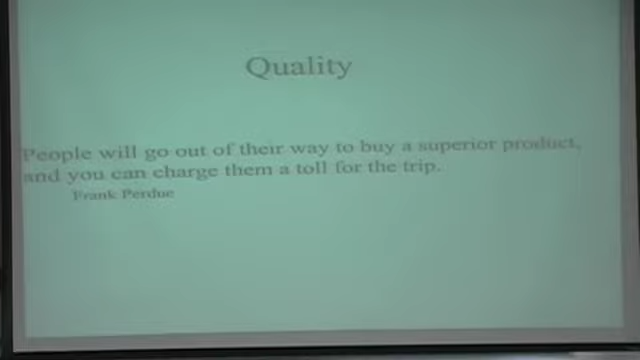 Quality
People will go out of their way to buy a superior product,
and you can charge them a toll for the trip.
Frank Perdue